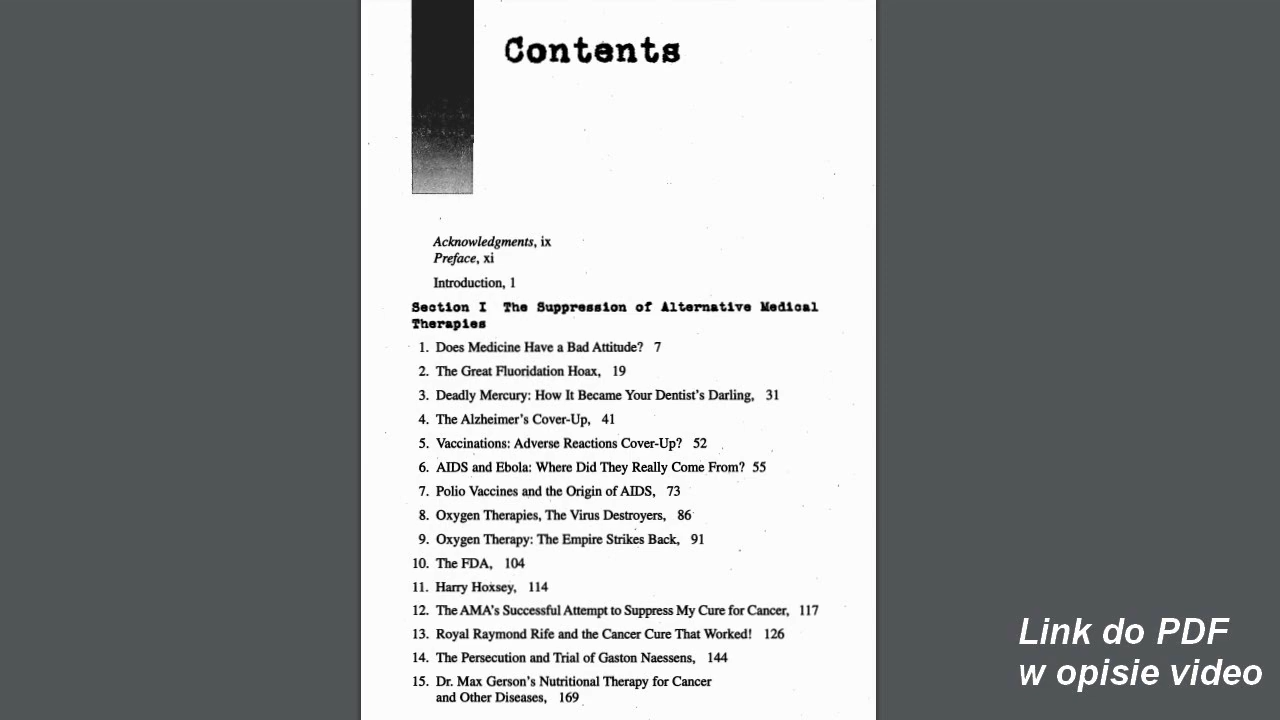 Contents
Acknowledgments, ix
Preface, xi
Introduction, 1
Section I The Suppression of Alternative Medical
Therapies
1. Does Medicine Have a Bad Attitude? 7
2. The Great Fluoridation Hoax, 19
3. Deadly Mercury: How It Became Your Dentist's Darling, 31
4. The Alzheimer's Cover-Up, 41
5. Vaccinations: Adverse Reactions Cover-Up? 52
6. AIDS and Ebola: Where Did They Really Come From? 55
7. Polio Vaccines and the Origin of AIDS, 73
8. Oxygen Therapies, The Virus Destroyers, 86
9. Oxygen Therapy: The Empire Strikes Back, 91
10. The FDA, 104
11. Harry Hoxsey, 114
12. The AMA's Successful Attempt to Suppress My Cure for Cancer, 117
13. Royal Raymond Rife and the Cancer Cure That Worked! 126
14. The Persecution and Trial of Gaston Naessens, 144
15. Dr. Max Gerson's Nutritional Therapy for Cancer
and Other Diseases, 169
Link do PDF
w opisie video